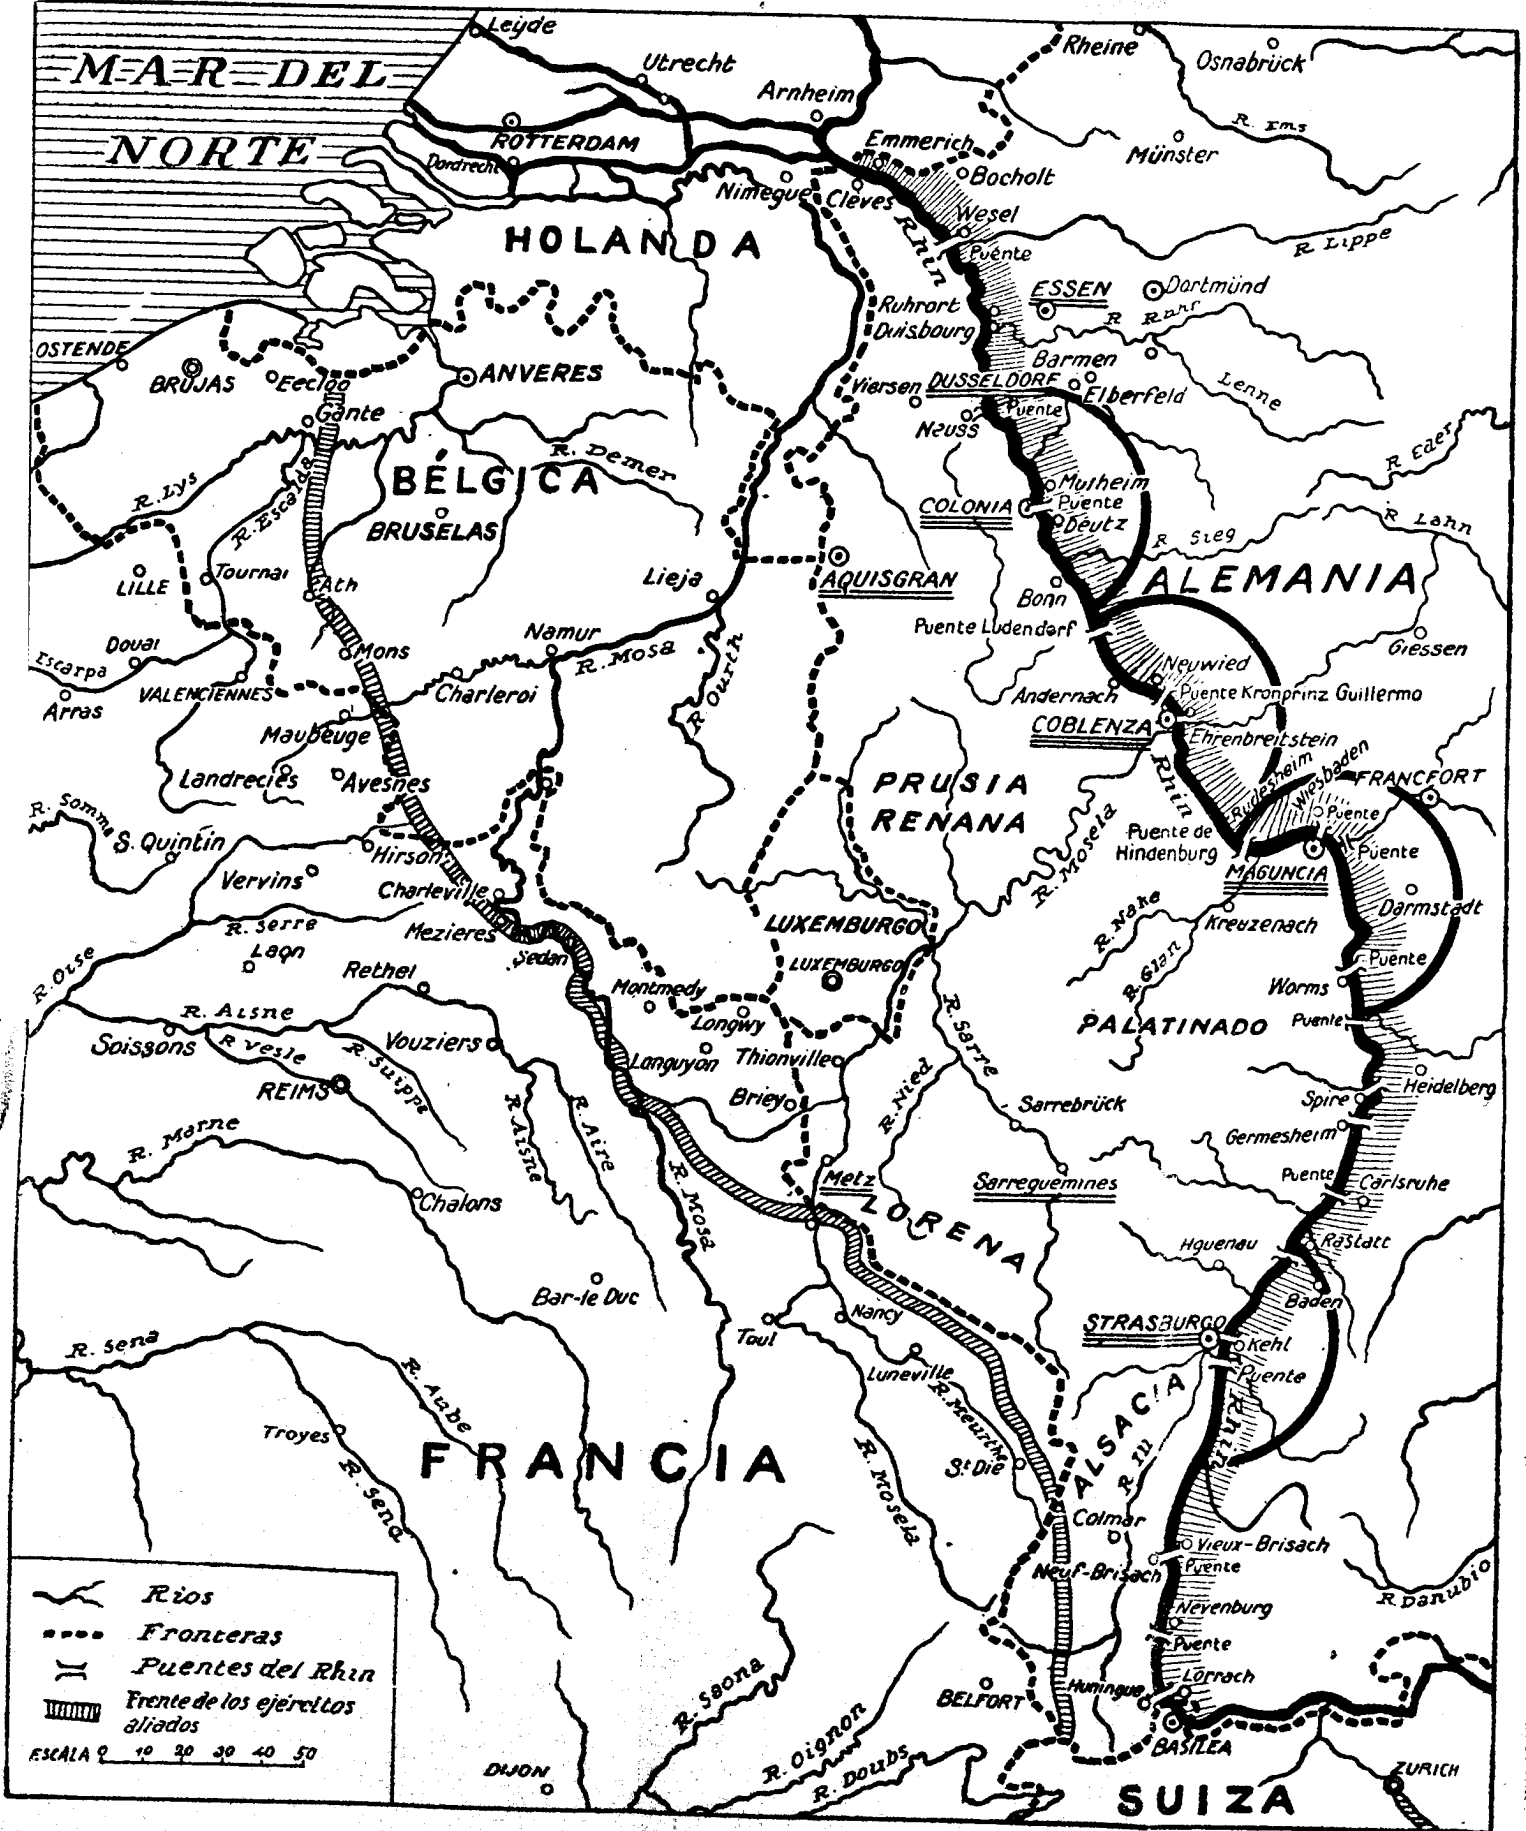 MAR DEL
NORTE
Leyde
Utrecht
Arnheim
ROTTERDAM
Dordrecht
Rheine
Osnabrück
R. Ems
Münster
Emmerich
Bocholt
Nimegue
Cléves
Rhin
Wesel
Puente
R. Lippe
HOLANDA
ESSEN
Dortmünd
Ruhrort
Duisbourg
R Ruhr
Barmen
Lenne
OSTENDE
BRUJAS
Eecloo
ANVERES
Gante
Viersen
DUSSELDORF
Elberfeld
Puente
Neuss
R. Eder
R. Lys
R. Escalda
BÉLGICA
R. Demer
BRUSELAS
COLONIA
Mulheim
Puente
Deutz
R Sieg
R Lahn
LILLE
Tournai
Ath
Lieja
AQUISGRAN
ALEMANIA
Bonn
Puente Ludendorf
Giessen
Escarpa
Douai
Arras
VALENCIENNES
Mons
Namur
R. Mosa
Charleroi
R Ourth
Andernach
Neuwied
Puente Kronprinz Guillermo
COBLENZA
Ehrenbreitstein
Maubeuge
Landrecies
Avesnes
PRUSIA
RENANA
Rhin
Rudesheim
Wiesbaden
FRANCFORT
Puente
R. Somme
S. Quintin
Hirson
Vervins
Charleville
R. Mosela
Puente de
Hindenburg
MAGUNCIA
Puente
Darmstadt
R. Serre
Mezieres
Sedan
LUXEMBURGO
LUXEMBURGO
R. Nake
Kreuzenach
R. Glan
R. Oise
Laon
Rethel
Montmedy
Longwy
Puente
Worms
R. Aisne
Soissons
R Vesle
R. Suippe
Vouziers
REIMS
Longuyon
Thionville
Briey
R. Sarre
R. Nied
PALATINADO
Puente
Heidelberg
Spire
Sarrebrück
Germesheim
R. Marne
R. Aisne
R. Aire
R. Mosa
Chalons
Metz
LORENA
Sarreguemines
Puente
Carlsruhe
Rastatt
Baden
Bar-le Duc
Toul
Nancy
STRASBURGO
Kehl
Puente
R. Sena
R. Aube
Luneville
R. Meurthe
ALSACIA
R Ill
Rhin
Troyes
R. Sena
FRANCIA
R. Mosela
St Die
Colmar
Vieux-Brisach
Neuf-Brisach
Puente
R Danubio
Puente
Lorrach
Huningue
BELFORT
BASILEA
R. Saona
R. Oignon
R. Doubs
DIJON
ZURICH
SUIZA
Rios
Fronteras
Puentes del Rhin
Frente de los ejércitos
aliados
ESCALA 0 10 20 30 40 50